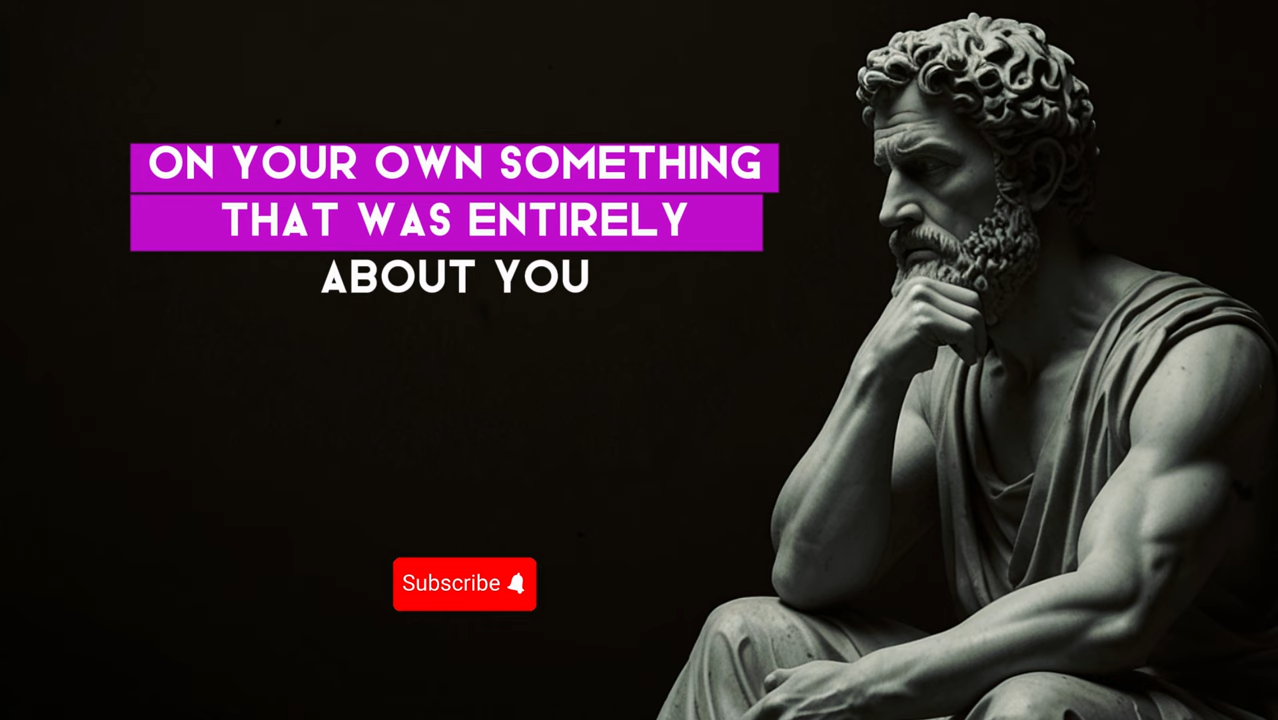 ON YOUR OWN SOMETHING
THAT WAS ENTIRELY
ABOUT YOU
Subscribe